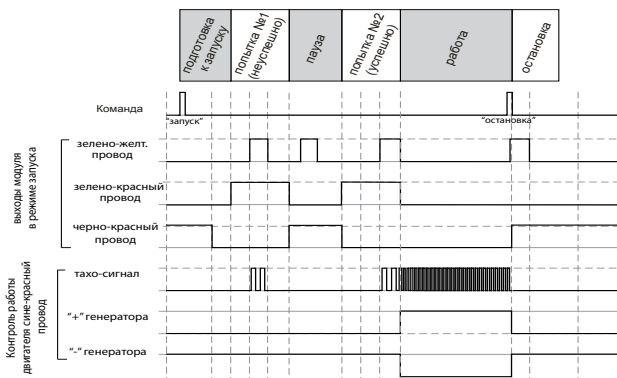 подготовка
к запуску
попытка №1
(неуспешно)
пауза
попытка №2
(успешно)
работа
остановка
Команда
"запуск"
"остановка"
выходы модуля
в режиме запуска
зелено-желт.
провод
зелено-красный
провод
черно-красный
провод
Контроль работы
двигателя сине-красный
провод
тахо-сигнал
"+" генератора
"-" генератора